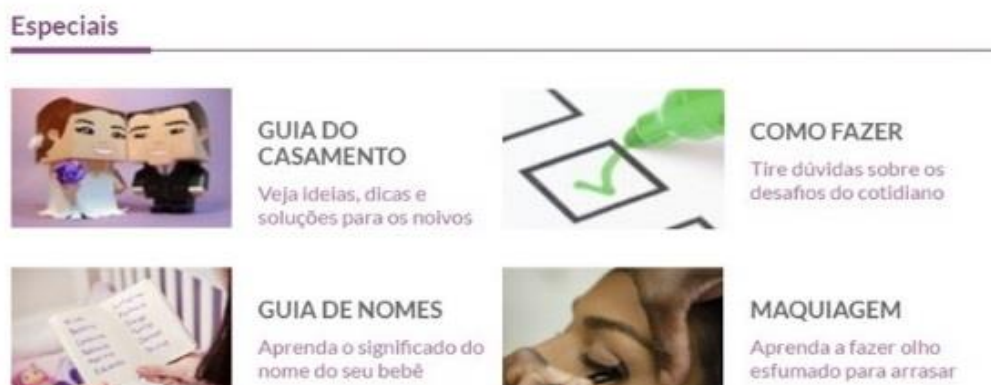 Especiais
GUIA DO
CASAMENTO
Veja ideias, dicas e
soluções para os noivos
COMO FAZER
Tire dúvidas sobre os
desafios do cotidiano
GUIA DE NOMES
Aprenda o significado do
nome do seu bebê
MAQUIAGEM
Aprenda a fazer olho
esfumado para arrasar